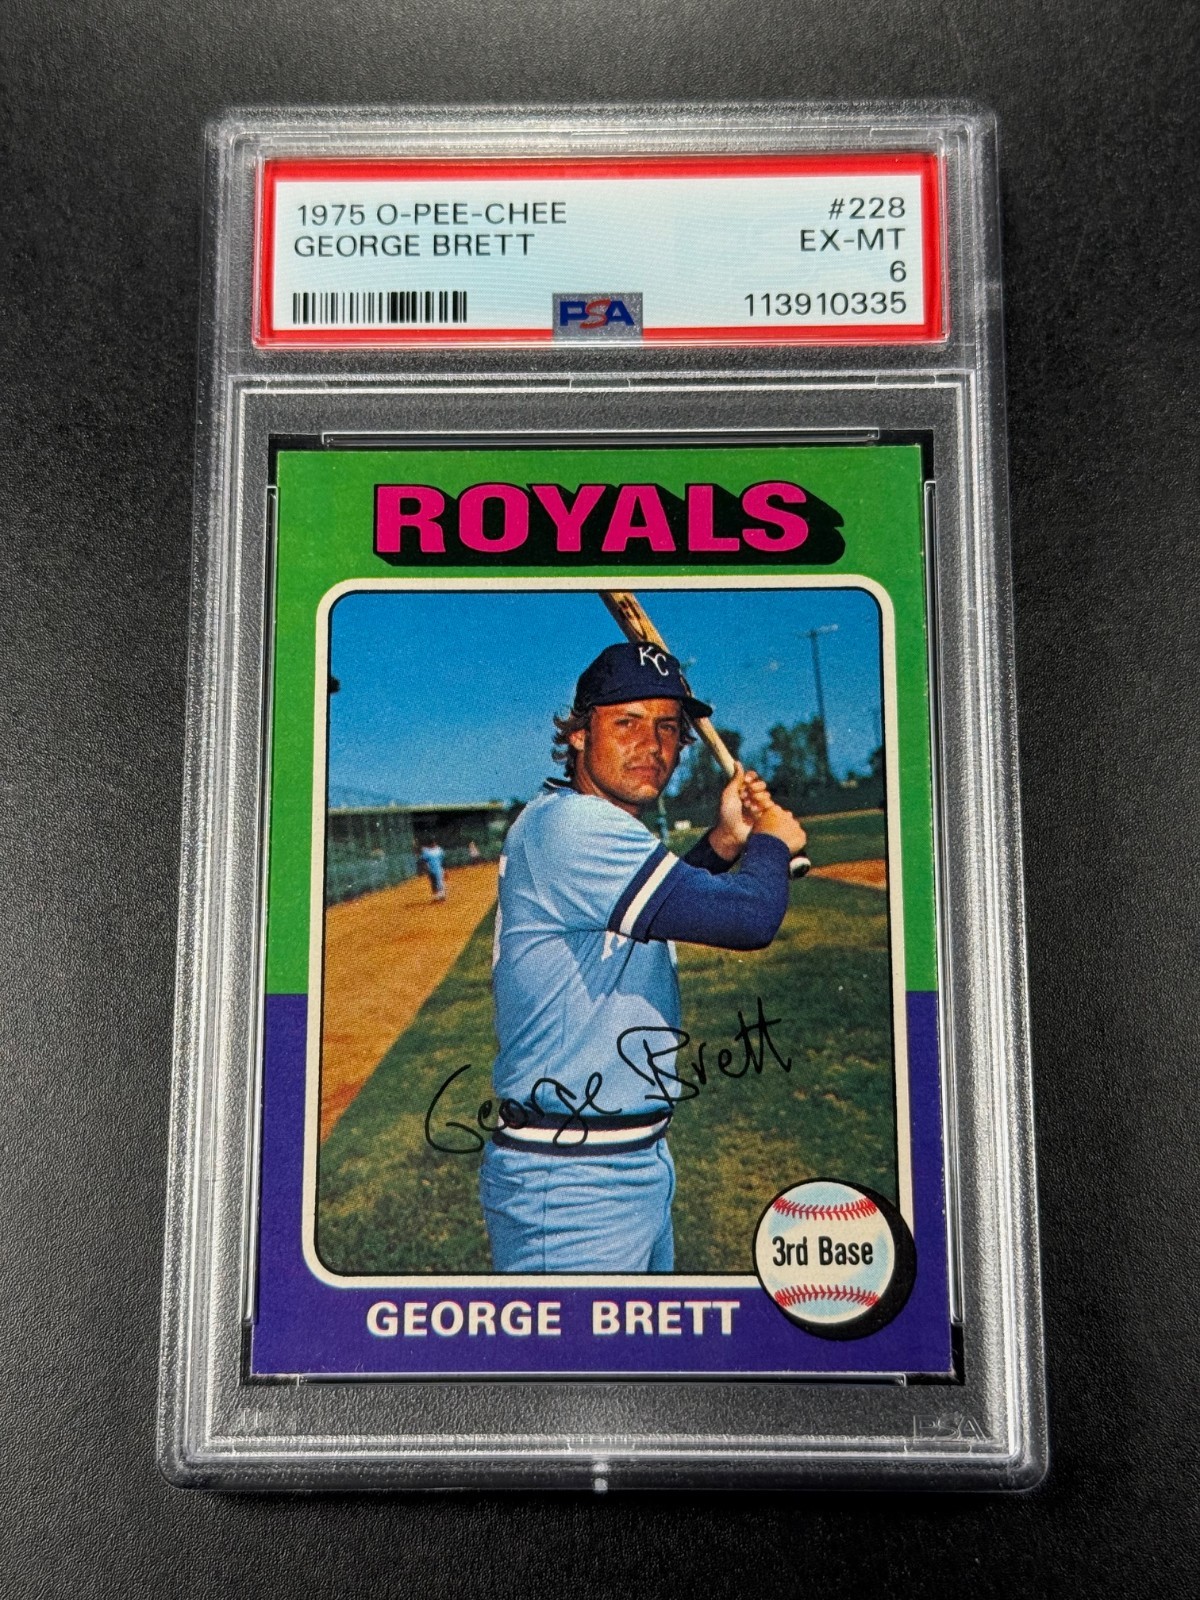 1975 O-PEE-CHEE #228
GEORGE BRETT EX-MT
6
PSA 113910335
ROYALS
KC
George Brett
3rd Base
GEORGE BRETT
PSA